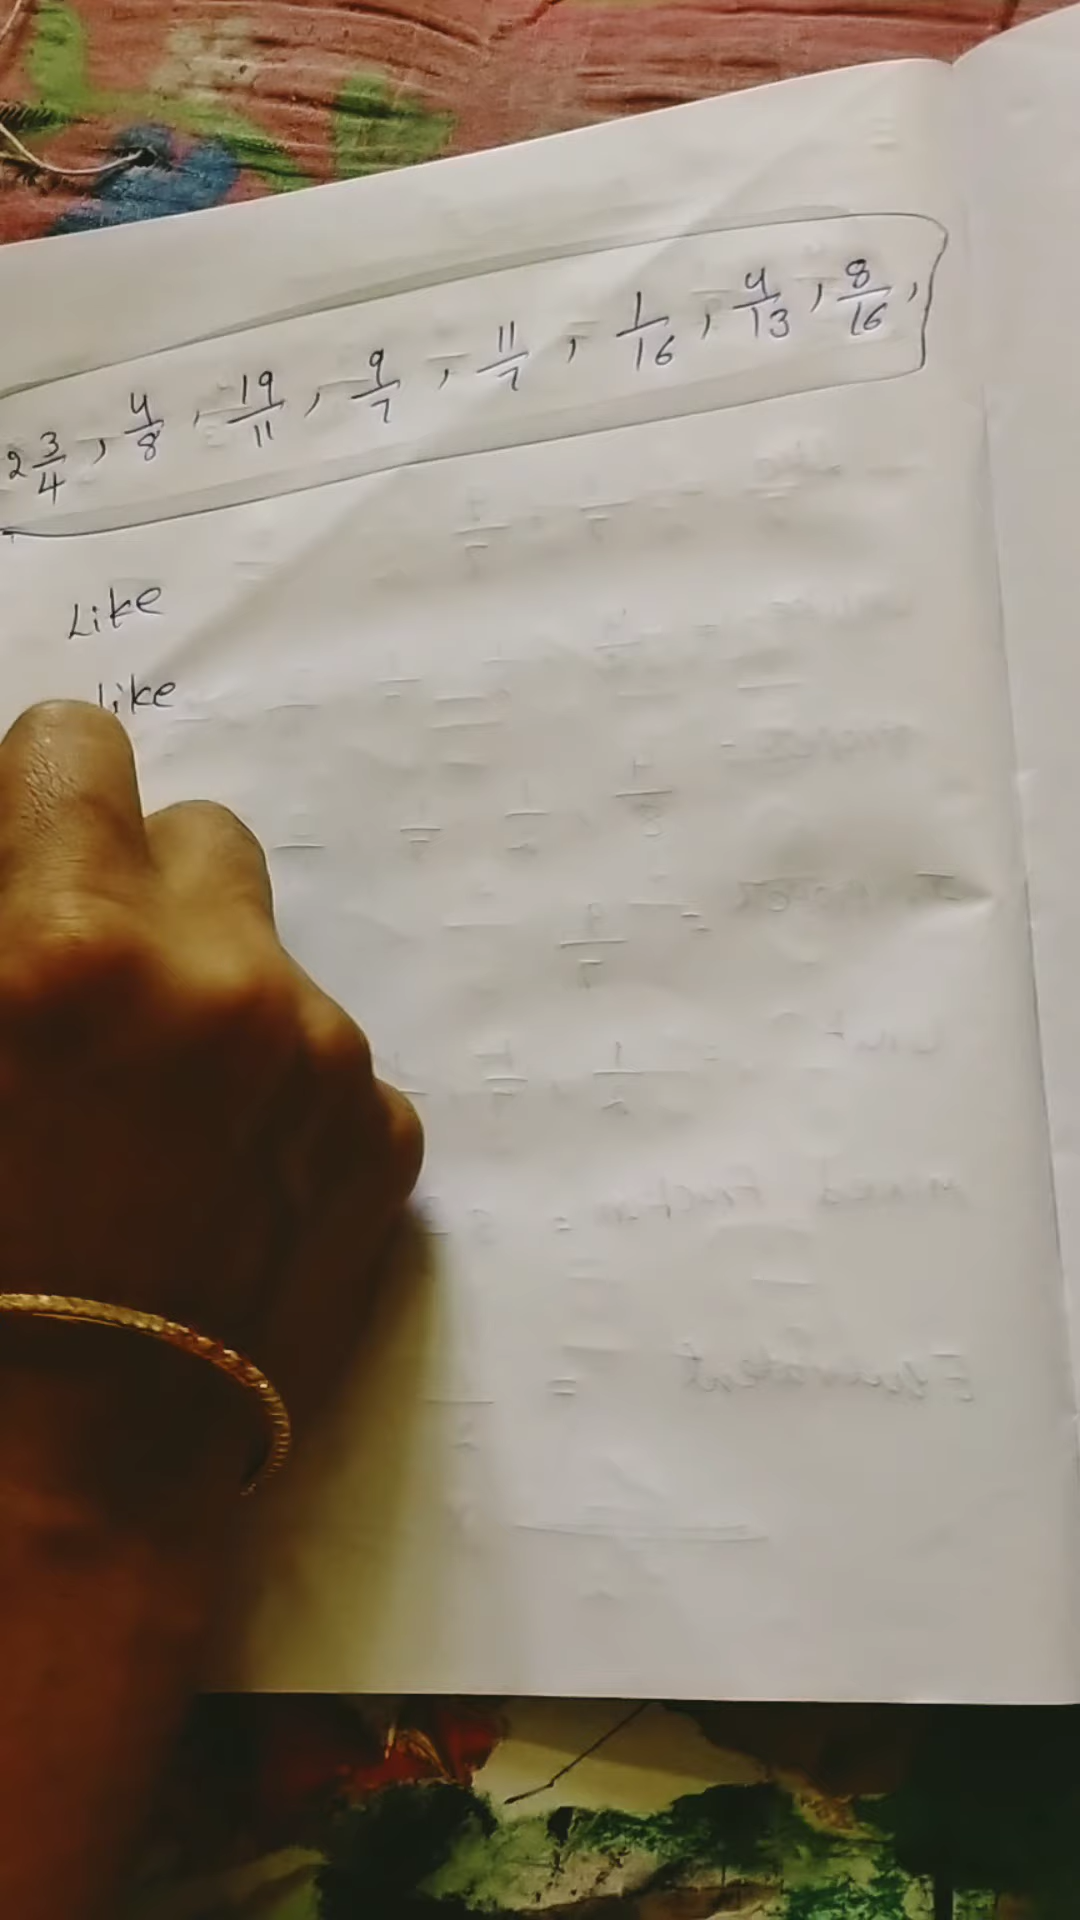 2 3/4, 4/8, 19/11, 9/7, 11/7, 1/16, 4/13, 8/16,
Like
like